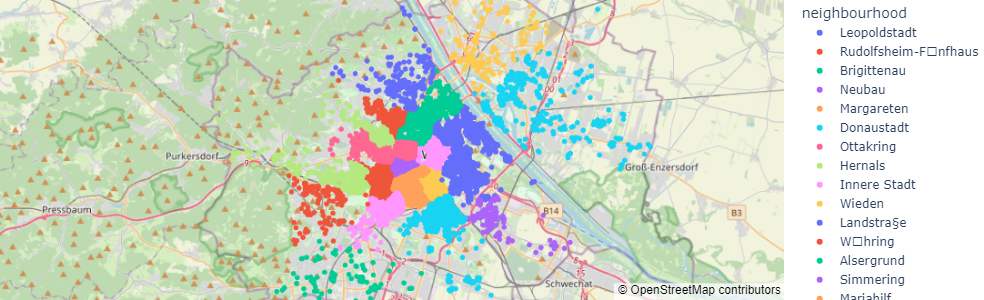 neighbourhood
Leopoldstadt
Rudolfsheim-F□nfhaus
Brigittenau
Neubau
Margareten
Donaustadt
Ottakring
Hernals
Innere Stadt
Wieden
Landstra§e
W□hring
Alsergrund
Simmering
Mariahilf
Purkersdorf
Pressbaum
Groß-Enzersdorf
Schwechat
B14
B3
© OpenStreetMap contributors